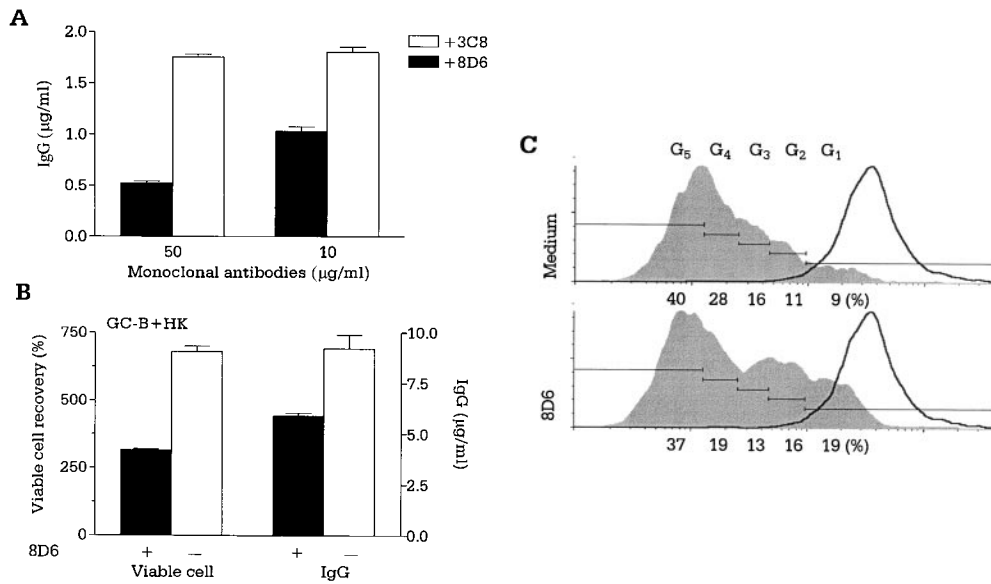 A
2.0
1.5
1.0
0.5
0.0
IgG (µg/ml)
+3C8
+8D6
50 10
Monoclonal antibodies (µg/ml)
B
GC-B+HK
750
500
250
0
Viable cell recovery (%)
10.0
7.5
5.0
2.5
0.0
IgG (µg/ml)
8D6 + — + —
Viable cell IgG
C
G5 G4 G3 G2 G1
Medium
40 28 16 11 9 (%)
8D6
37 19 13 16 19 (%)